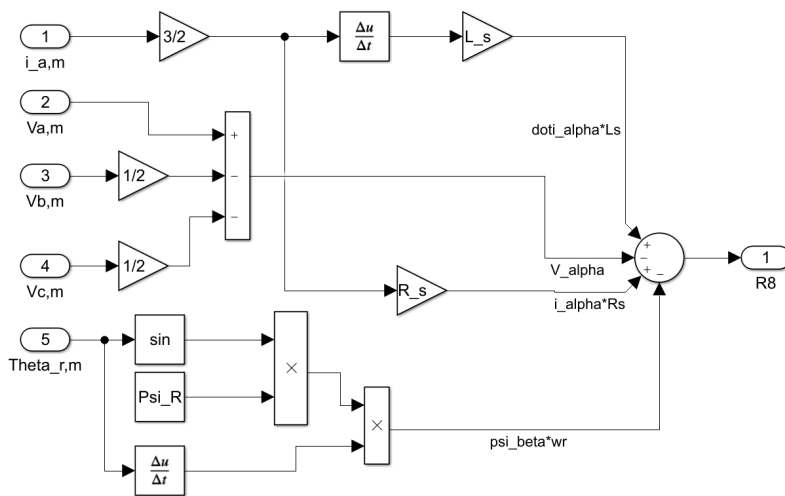 1
i_a,m
3/2
Δu
Δt
L_s
2
Va,m
+
−
−
3
Vb,m
1/2
4
Vc,m
1/2
doti_alpha*Ls
V_alpha
R_s
i_alpha*Rs
+
−
+
−
1
R8
5
Theta_r,m
sin
Psi_R
×
×
Δu
Δt
psi_beta*wr